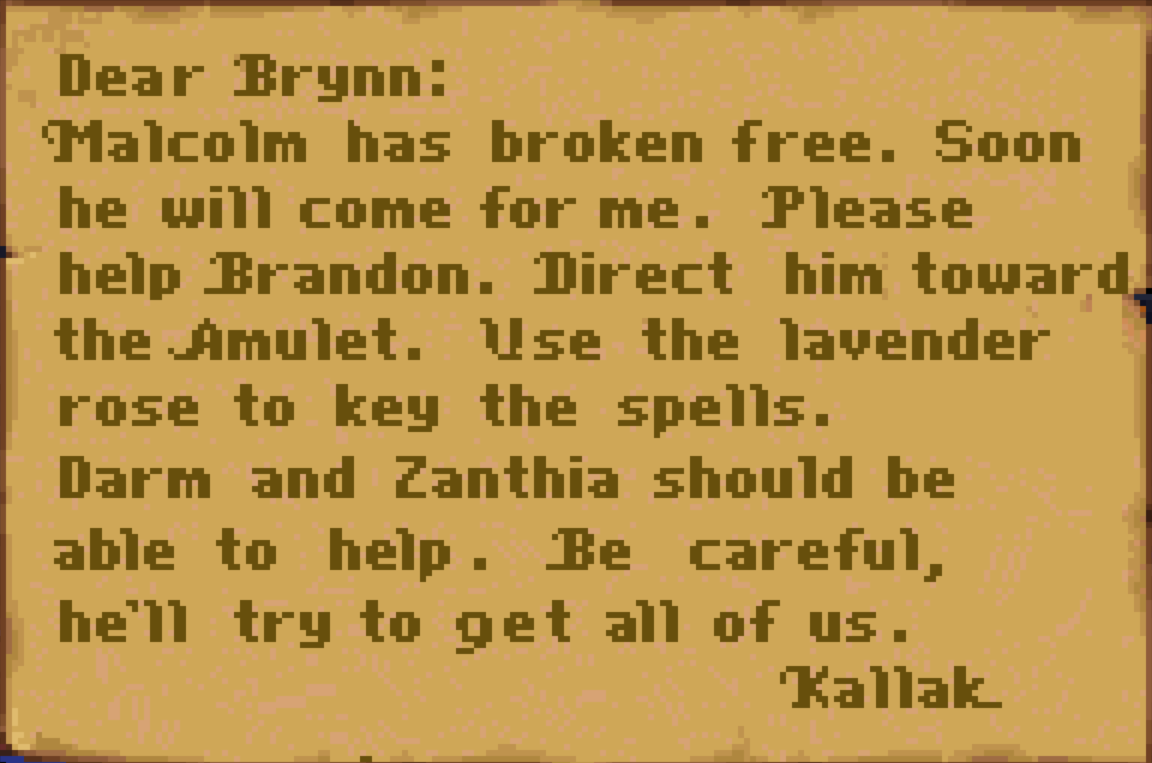 Dear Brynn:
Malcolm has broken free. Soon
he will come for me. Please
help Brandon. Direct him toward
the Amulet. Use the lavender
rose to key the spells.
Darm and Zanthia should be
able to help. Be careful,
he'll try to get all of us.
Kallak